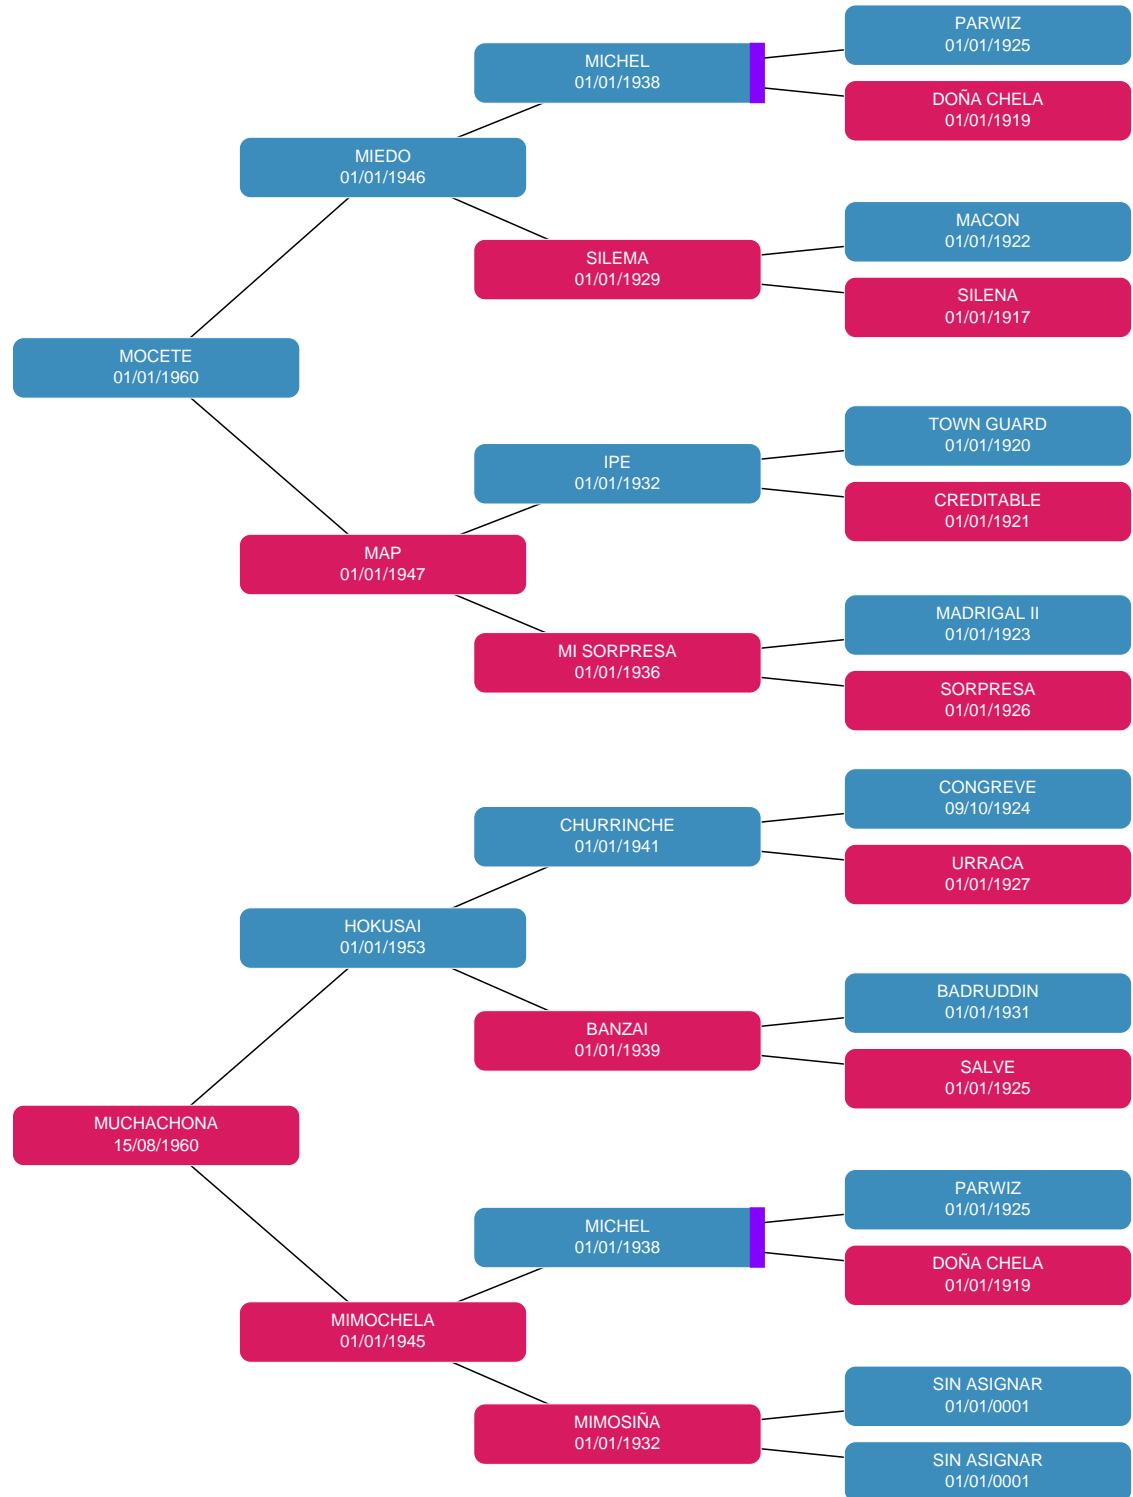 PARWIZ
01/01/1925
MICHEL
01/01/1938
DOÑA CHELA
01/01/1919
MIEDO
01/01/1946
MACON
01/01/1922
SILEMA
01/01/1929
SILENA
01/01/1917
MOCETE
01/01/1960
TOWN GUARD
01/01/1920
IPE
01/01/1932
CREDITABLE
01/01/1921
MAP
01/01/1947
MADRIGAL II
01/01/1923
MI SORPRESA
01/01/1936
SORPRESA
01/01/1926
CONGREVE
09/10/1924
CHURRINCHE
01/01/1941
URRACA
01/01/1927
HOKUSAI
01/01/1953
BADRUDDIN
01/01/1931
BANZAI
01/01/1939
SALVE
01/01/1925
MUCHACHONA
15/08/1960
PARWIZ
01/01/1925
MICHEL
01/01/1938
DOÑA CHELA
01/01/1919
MIMOCHELA
01/01/1945
SIN ASIGNAR
01/01/0001
MIMOSIÑA
01/01/1932
SIN ASIGNAR
01/01/0001